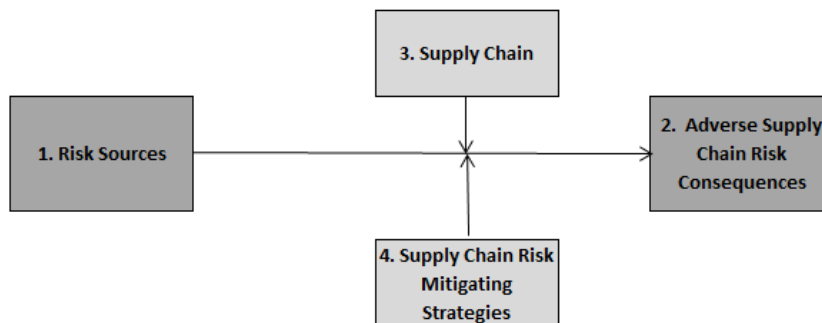 3. Supply Chain
1. Risk Sources
2. Adverse Supply
Chain Risk
Consequences
4. Supply Chain Risk
Mitigating
Strategies